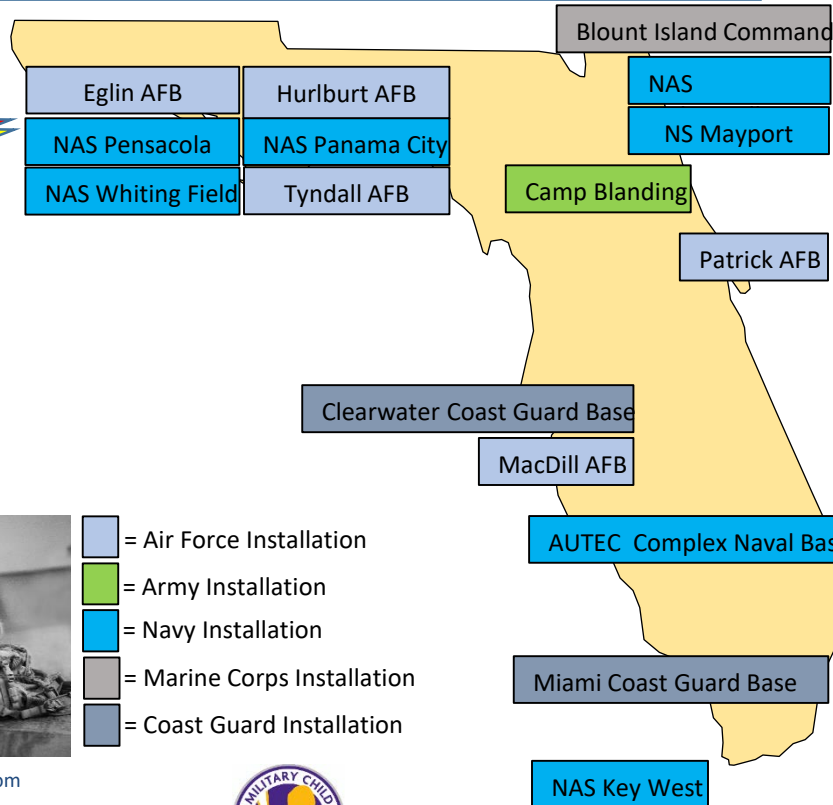 Blount Island Command
Eglin AFB
Hurlburt AFB
NAS
NAS Pensacola
NAS Panama City
NS Mayport
NAS Whiting Field
Tyndall AFB
Camp Blanding
Patrick AFB
Clearwater Coast Guard Base
MacDill AFB
AUTEC Complex Naval Bas
= Air Force Installation
= Army Installation
= Navy Installation
= Marine Corps Installation
= Coast Guard Installation
Miami Coast Guard Base
NAS Key West
om
MILITARY CHILD